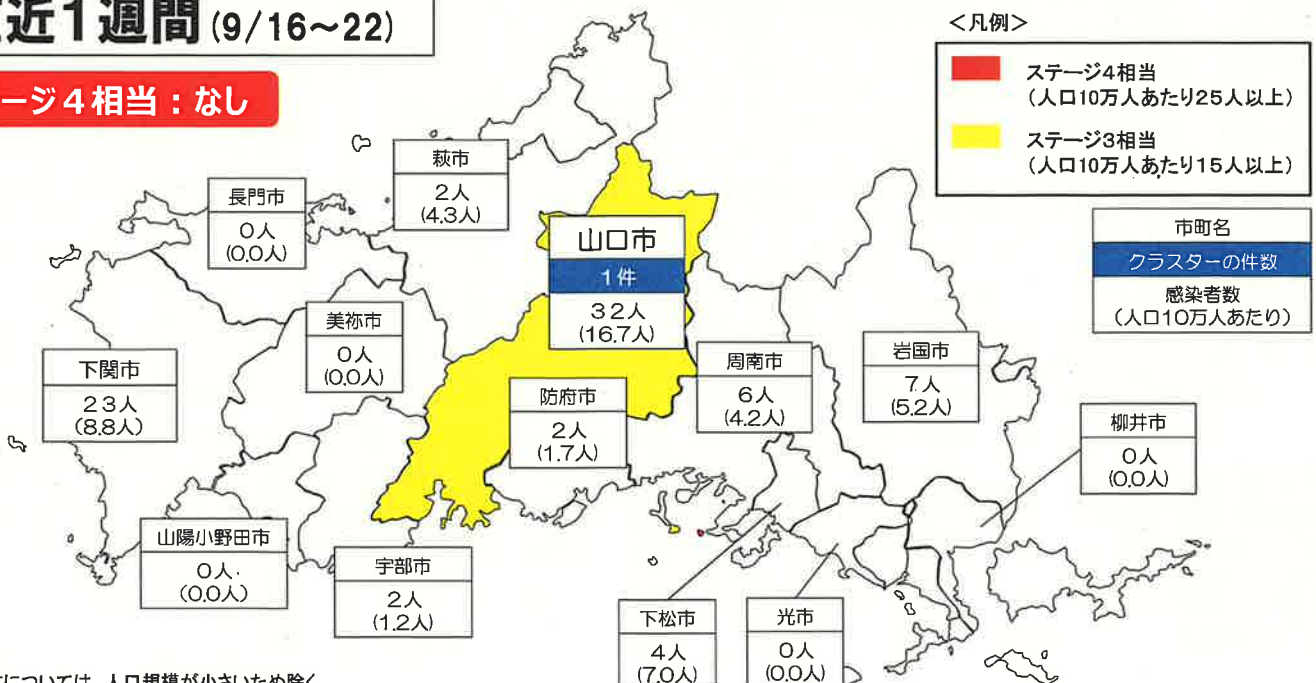 近1週間(9/16～22)
ージ4相当：なし
<凡例>
ステージ4相当
(人口10万人あたり25人以上)
ステージ3相当
(人口10万人あたり15人以上)
市町名
クラスターの件数
感染者数
(人口10万人あたり)
萩市
2人
(4.3人)
長門市
0人
(0.0人)
山口市
1件
32人
(16.7人)
美祢市
0人
(0.0人)
下関市
23人
(8.8人)
防府市
2人
(1.7人)
周南市
6人
(4.2人)
岩国市
7人
(5.2人)
柳井市
0人
(0.0人)
山陽小野田市
0人
(0.0人)
宇部市
2人
(1.2人)
下松市
4人
(7.0人)
光市
0人
(0.0人)
については、人口規模が小さいため除く